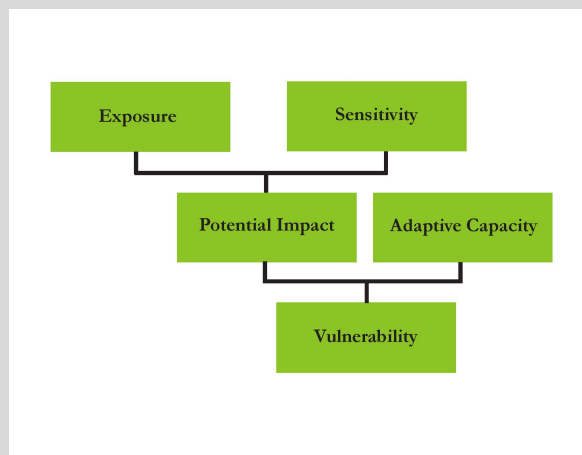 Exposure
Sensitivity
Potential Impact
Adaptive Capacity
Vulnerability